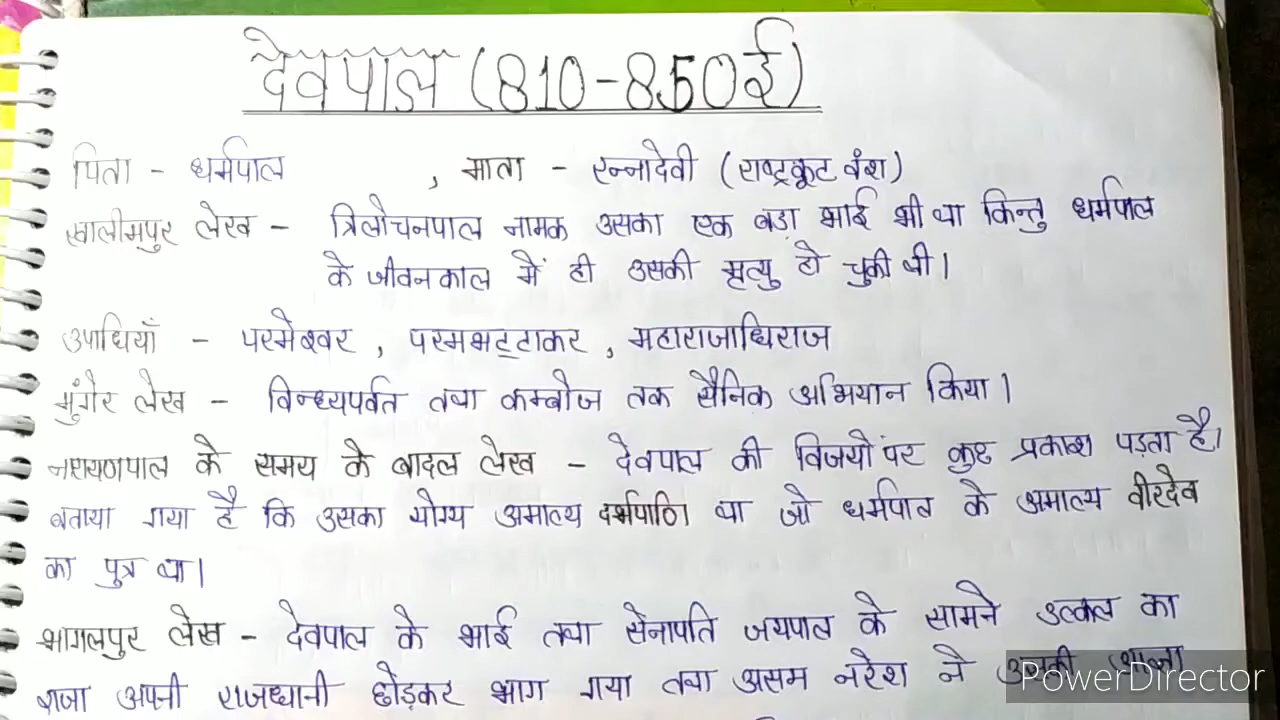 देवपाल (810-850ई)
पिता - धर्मपाल , माता - रन्नादेवी (राष्ट्रकूट वंश)
खालीमपुर लेख - त्रिलोचनपाल नामक उसका एक बड़ा भाई भी था किन्तु धर्मपाल
के जीवनकाल में ही उसकी मृत्यु हो चुकी थी।
उपाधियाँ - परमेश्वर , परमभट्टाकर , महाराजाधिराज
मुंगेर लेख - विन्ध्यपर्वत तथा कम्बोज तक सैनिक अभियान किया।
नारायणपाल के समय के बादल लेख - देवपाल की विजयों पर कुछ प्रकाश पड़ता है।
बताया गया है कि उसका योग्य अमात्य दर्भपाणि था जो धर्मपाल के अमात्य वीरदेव
का पुत्र था।
भागलपुर लेख - देवपाल के भाई तथा सेनापति जयपाल के सामने उत्कल का
राजा अपनी राजधानी छोड़कर भाग गया तथा असम नरेश ने उसकी आज्ञा
PowerDirector